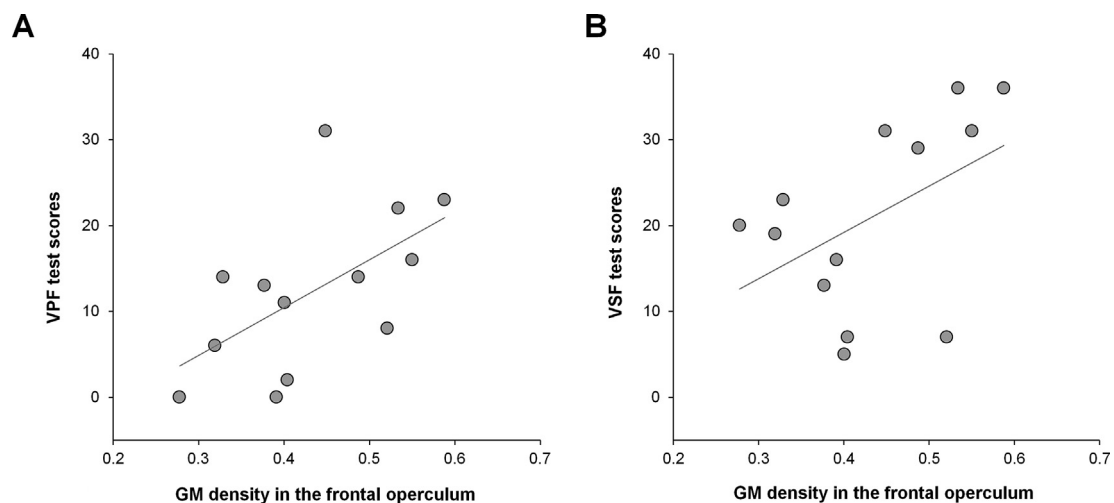 A
40
30
20
10
0
VPF test scores
0.2 0.3 0.4 0.5 0.6 0.7
GM density in the frontal operculum
B
40
30
20
10
0
VSF test scores
0.2 0.3 0.4 0.5 0.6 0.7
GM density in the frontal operculum